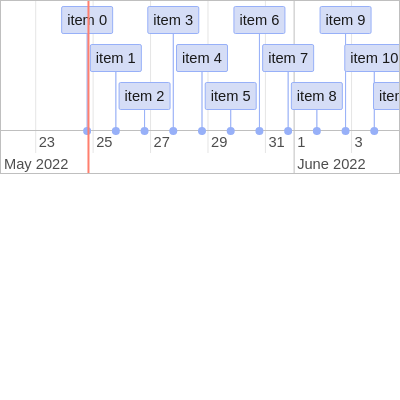 item 0 item 3 item 6 item 9
item 1 item 4 item 7 item 10
item 2 item 5 item 8
23 25 27 29 31 1 3
May 2022 June 2022